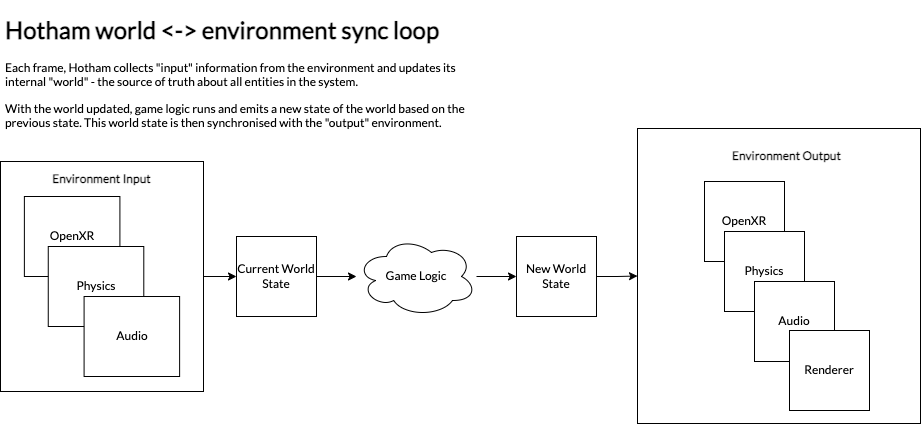 Hotham world <-> environment sync loop
Each frame, Hotham collects "input" information from the environment and updates its
internal "world" - the source of truth about all entities in the system.
With the world updated, game logic runs and emits a new state of the world based on the
previous state. This world state is then synchronised with the "output" environment.
Environment Input
OpenXR
Physics
Audio
Current World
State
Game Logic
New World
State
Environment Output
OpenXR
Physics
Audio
Renderer